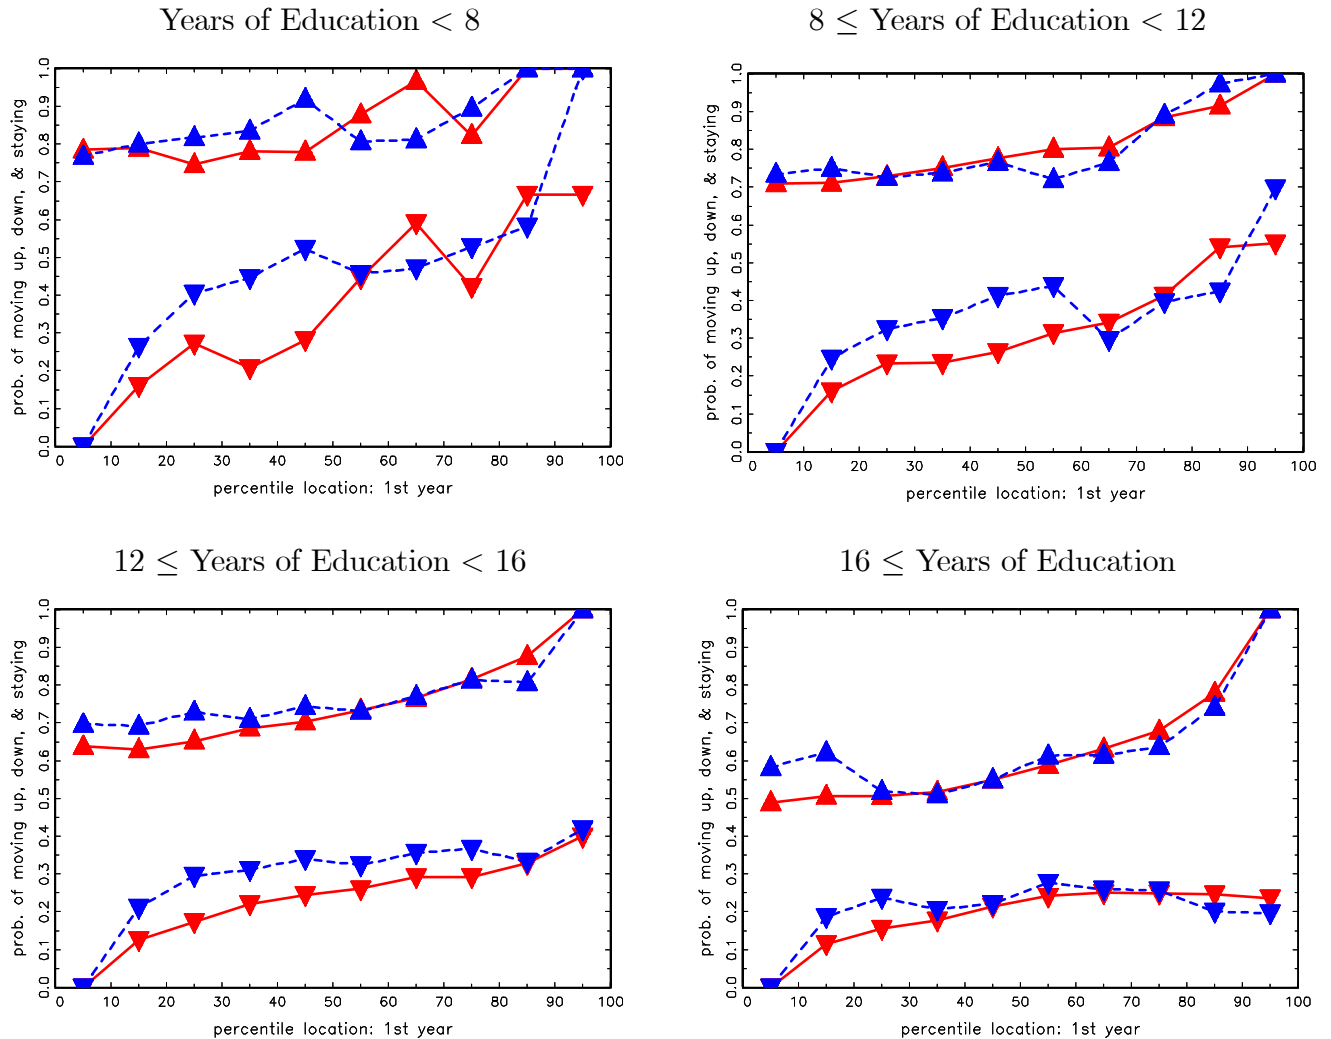 Years of Education < 8
8 ≤ Years of Education < 12
prob. of moving up, down, & staying
0.0 0.1 0.2 0.3 0.4 0.5 0.6 0.7 0.8 0.9 1.0
0 10 20 30 40 50 60 70 80 90 100
percentile location: 1st year
prob. of moving up, down, & staying
0.0 0.1 0.2 0.3 0.4 0.5 0.6 0.7 0.8 0.9 1.0
0 10 20 30 40 50 60 70 80 90 100
percentile location: 1st year
12 ≤ Years of Education < 16
16 ≤ Years of Education
prob. of moving up, down, & staying
0.0 0.1 0.2 0.3 0.4 0.5 0.6 0.7 0.8 0.9 1.0
0 10 20 30 40 50 60 70 80 90 100
percentile location: 1st year
prob. of moving up, down, & staying
0.0 0.1 0.2 0.3 0.4 0.5 0.6 0.7 0.8 0.9 1.0
0 10 20 30 40 50 60 70 80 90 100
percentile location: 1st year